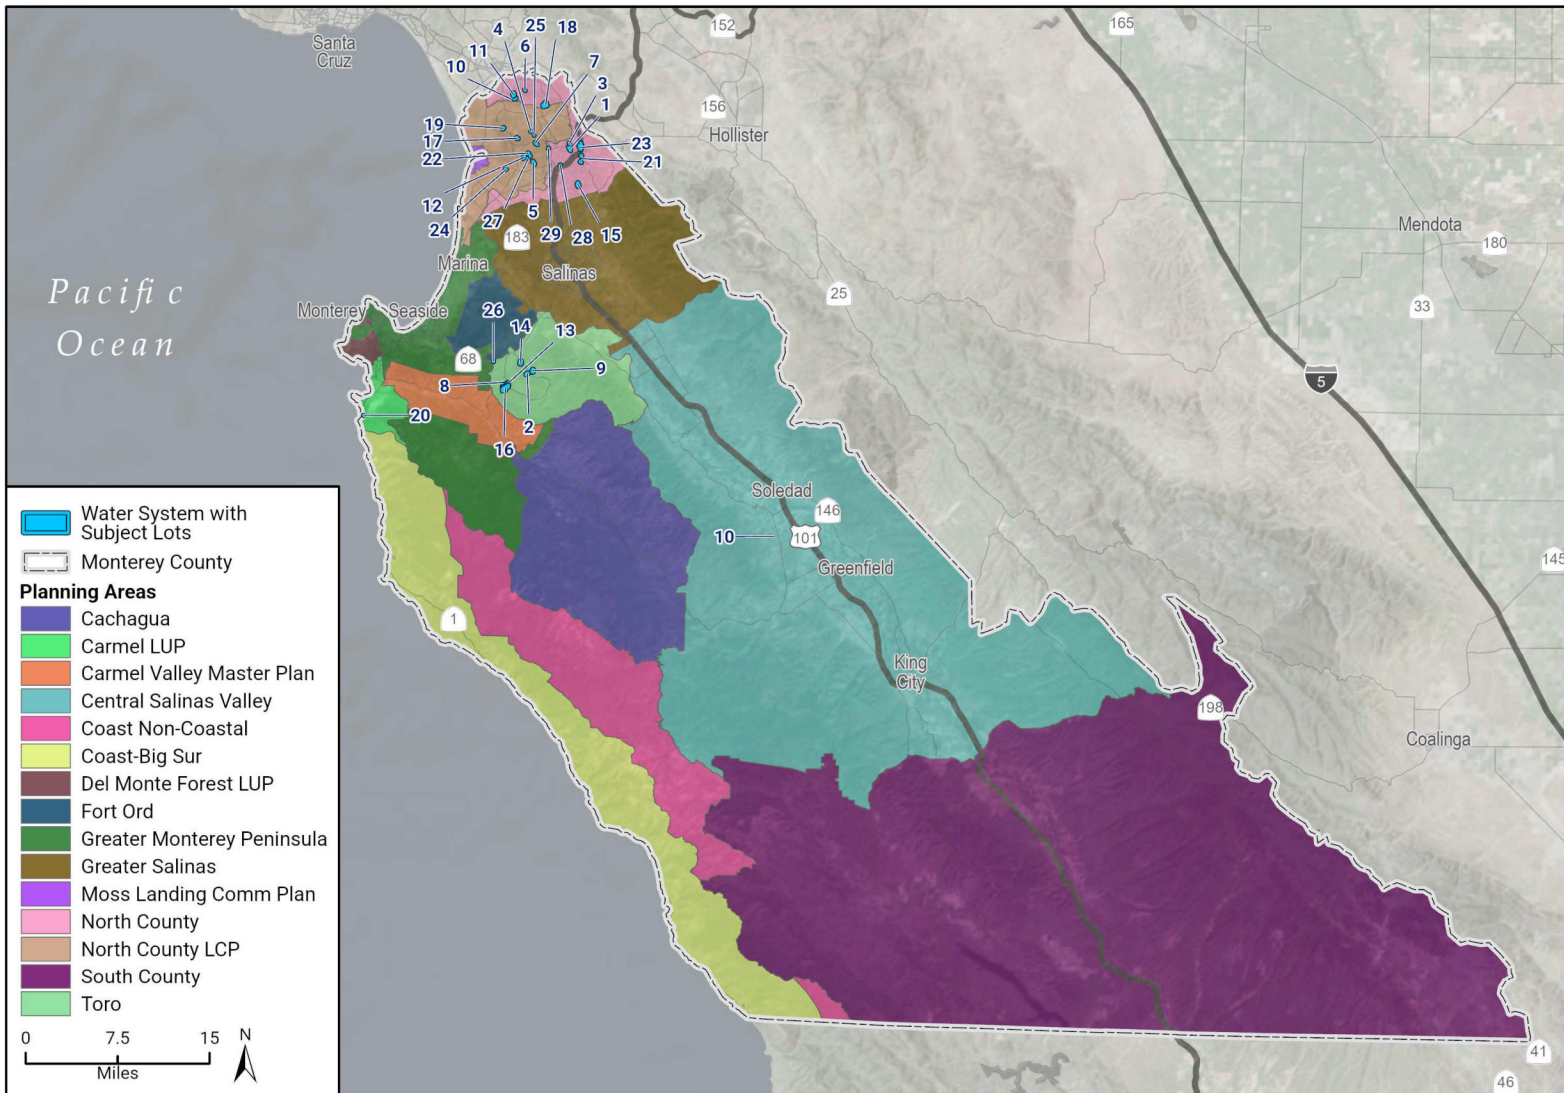 152
165
Santa
Cruz
4
25
6
18
11
7
10
3
1
156
Hollister
19
17
23
22
21
12
27
5
24
29
28
15
183
Marina
Salinas
Mendota
180
Pacific
Ocean
25
33
Monterey
Seaside
26
14
13
68
8
9
5
20
2
16
Soledad
146
10
101
Greenfield
145
1
King
City
198
Coalinga
41
46
Water System with
Subject Lots
Monterey County
Planning Areas
Cachagua
Carmel LUP
Carmel Valley Master Plan
Central Salinas Valley
Coast Non-Coastal
Coast-Big Sur
Del Monte Forest LUP
Fort Ord
Greater Monterey Peninsula
Greater Salinas
Moss Landing Comm Plan
North County
North County LCP
South County
Toro
0 7.5 15
Miles
N